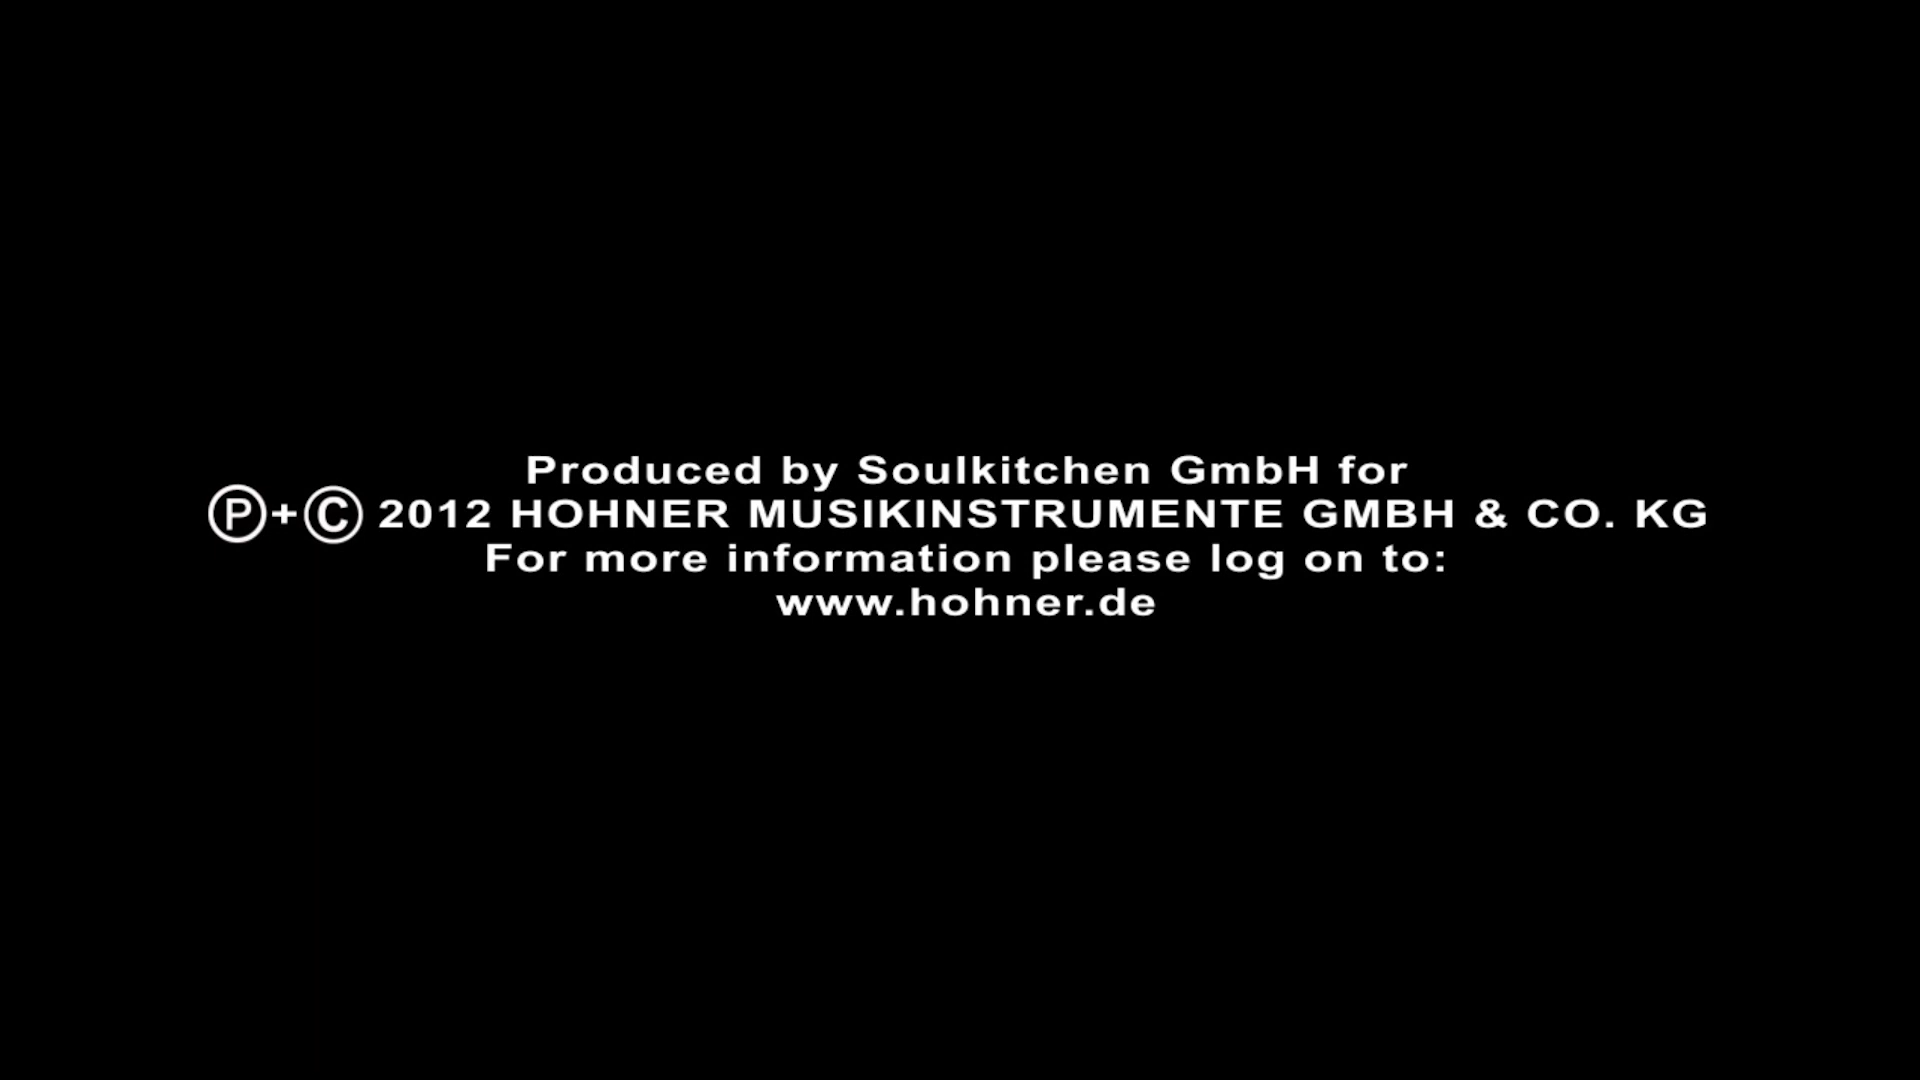 Produced by Soulkitchen GmbH for
℗+© 2012 HOHNER MUSIKINSTRUMENTE GMBH & CO. KG
For more information please log on to:
www.hohner.de